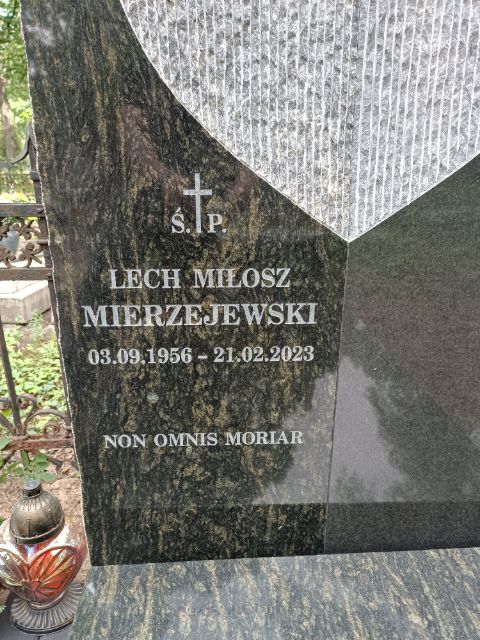 Ś. P.
LECH MIŁOSZ
MIERZEJEWSKI
03.09.1956 – 21.02.2023
NON OMNIS MORIAR